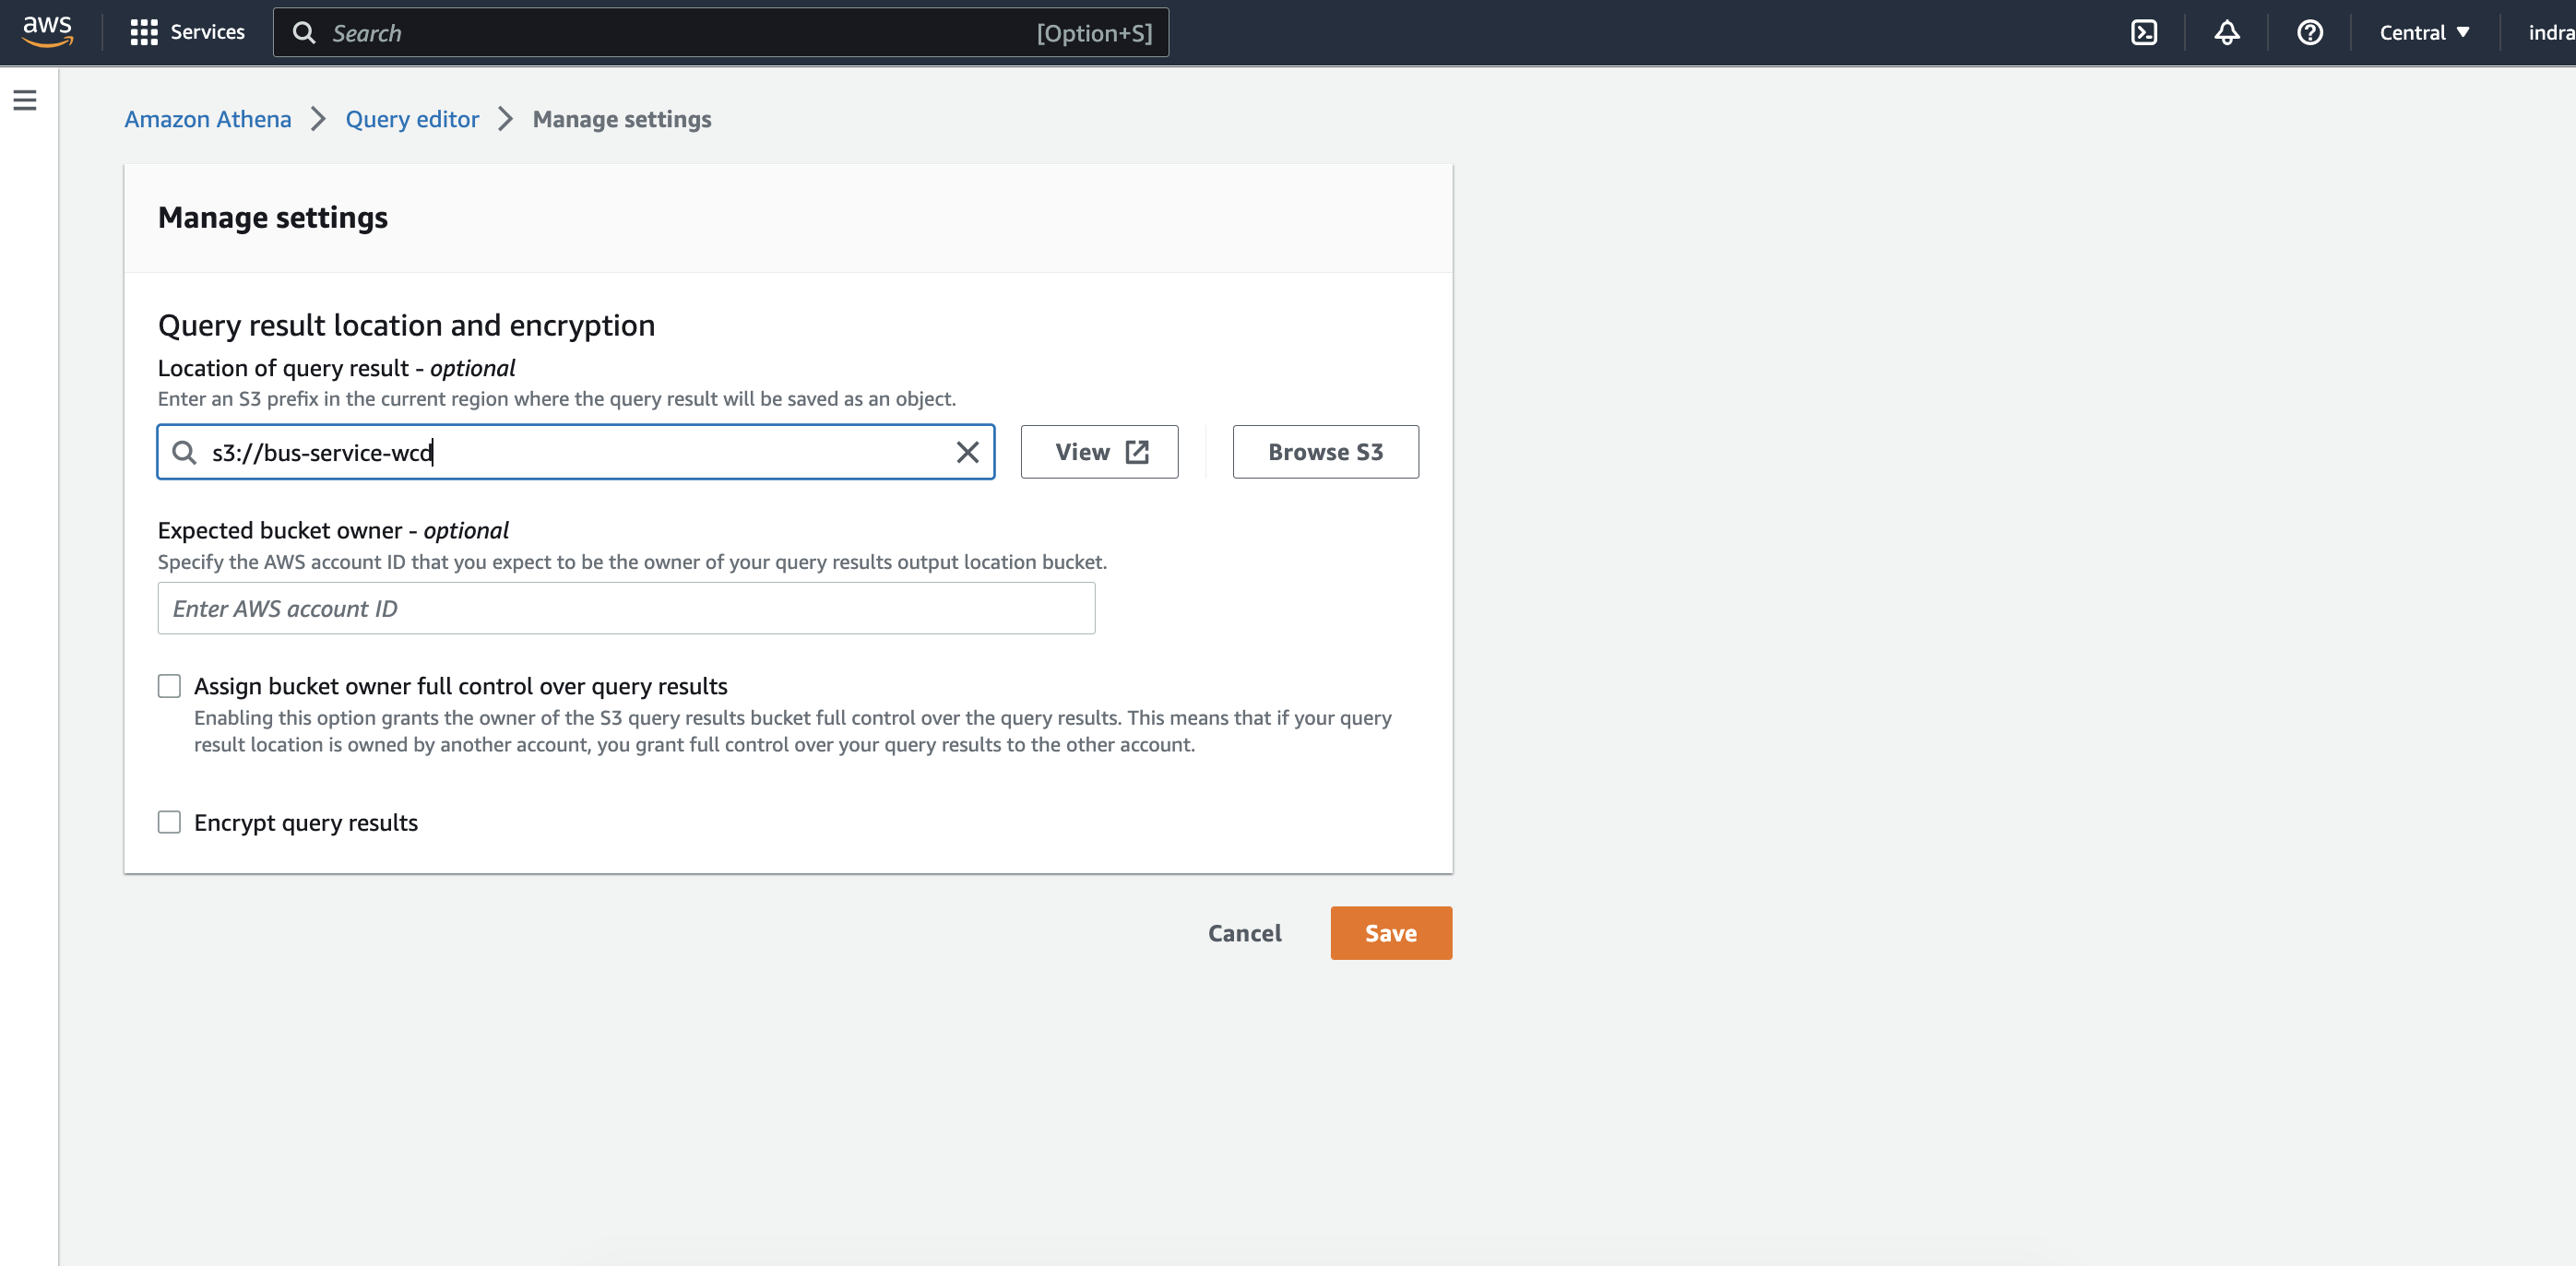 aws
Services
Search
[Option+S]
Central
indra
Amazon Athena
Query editor
Manage settings
Manage settings
Query result location and encryption
Location of query result - optional
Enter an S3 prefix in the current region where the query result will be saved as an object.
s3://bus-service-wcd
View
Browse S3
Expected bucket owner - optional
Specify the AWS account ID that you expect to be the owner of your query results output location bucket.
Enter AWS account ID
Assign bucket owner full control over query results
Enabling this option grants the owner of the S3 query results bucket full control over the query results. This means that if your query
result location is owned by another account, you grant full control over your query results to the other account.
Encrypt query results
Cancel
Save